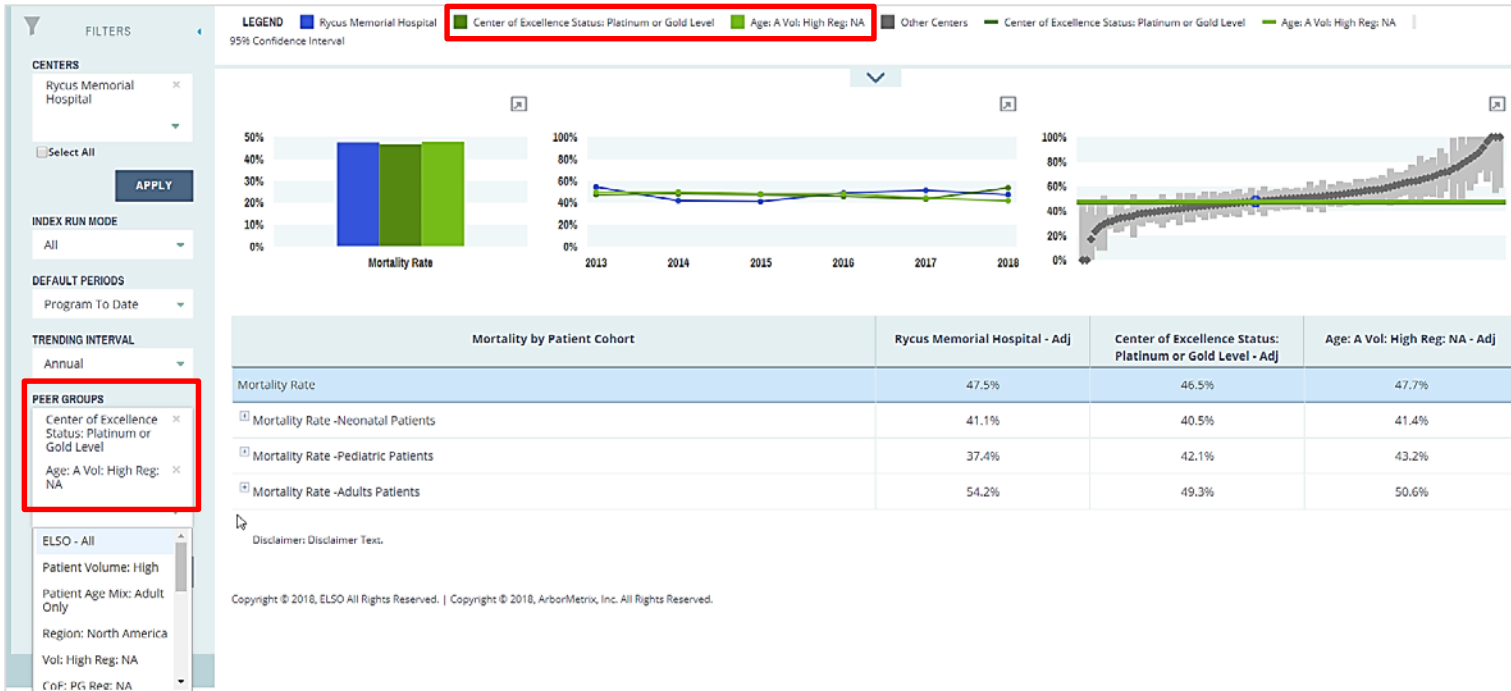 FILTERS
CENTERS
Rycus Memorial
Hospital
Select All
APPLY
INDEX RUN MODE
All
DEFAULT PERIODS
Program To Date
TRENDING INTERVAL
Annual
PEER GROUPS
Center of Excellence
Status: Platinum or
Gold Level
Age: A Vol: High Reg:
NA
ELSO - All
Patient Volume: High
Patient Age Mix: Adult
Only
Region: North America
Vol: High Reg: NA
CoE: PG Reg: NA
LEGEND Rycus Memorial Hospital Center of Excellence Status: Platinum or Gold Level Age: A Vol: High Reg: NA Other Centers Center of Excellence Status: Platinum or Gold Level Age: A Vol: High Reg: NA
95% Confidence Interval
50%
40%
30%
20%
10%
0%
Mortality Rate
100%
80%
60%
40%
20%
0%
2013 2014 2015 2016 2017 2018
100%
80%
60%
40%
20%
0%
Mortality by Patient Cohort Rycus Memorial Hospital - Adj Center of Excellence Status: Age: A Vol: High Reg: NA - Adj
Platinum or Gold Level - Adj
Mortality Rate 47.5% 46.5% 47.7%
Mortality Rate -Neonatal Patients 41.1% 40.5% 41.4%
Mortality Rate -Pediatric Patients 37.4% 42.1% 43.2%
Mortality Rate -Adults Patients 54.2% 49.3% 50.6%
Disclaimer: Disclaimer Text.
Copyright © 2018, ELSO All Rights Reserved. | Copyright © 2018, ArborMetrix, Inc. All Rights Reserved.